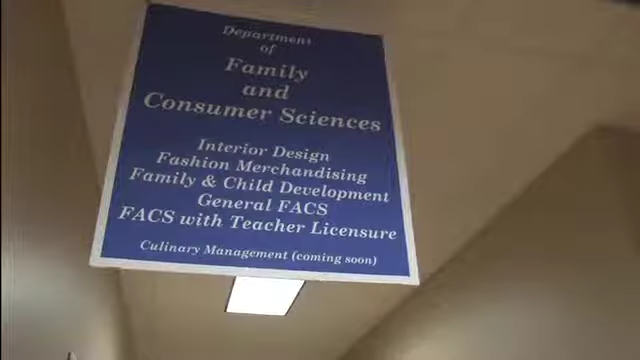 Department
of
Family
and
Consumer Sciences
Interior Design
Fashion Merchandising
Family & Child Development
General FACS
FACS with Teacher Licensure
Culinary Management (coming soon)